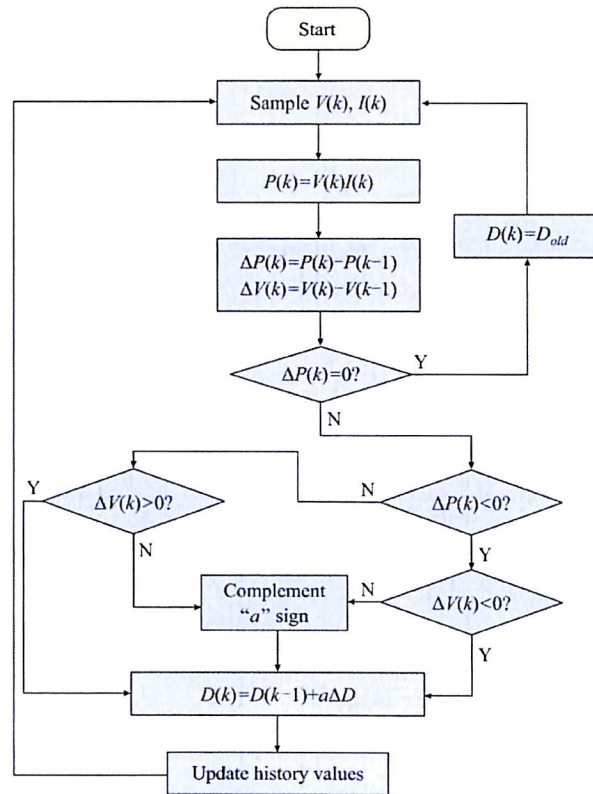 Start
Sample V(k), I(k)
P(k)=V(k)I(k)
D(k)=D_old
ΔP(k)=P(k)−P(k−1)
ΔV(k)=V(k)−V(k−1)
ΔP(k)=0?
Y
N
Y
ΔV(k)>0?
N
ΔP(k)<0?
N
Y
Complement
“a” sign
N
ΔV(k)<0?
Y
D(k)=D(k−1)+aΔD
Update history values